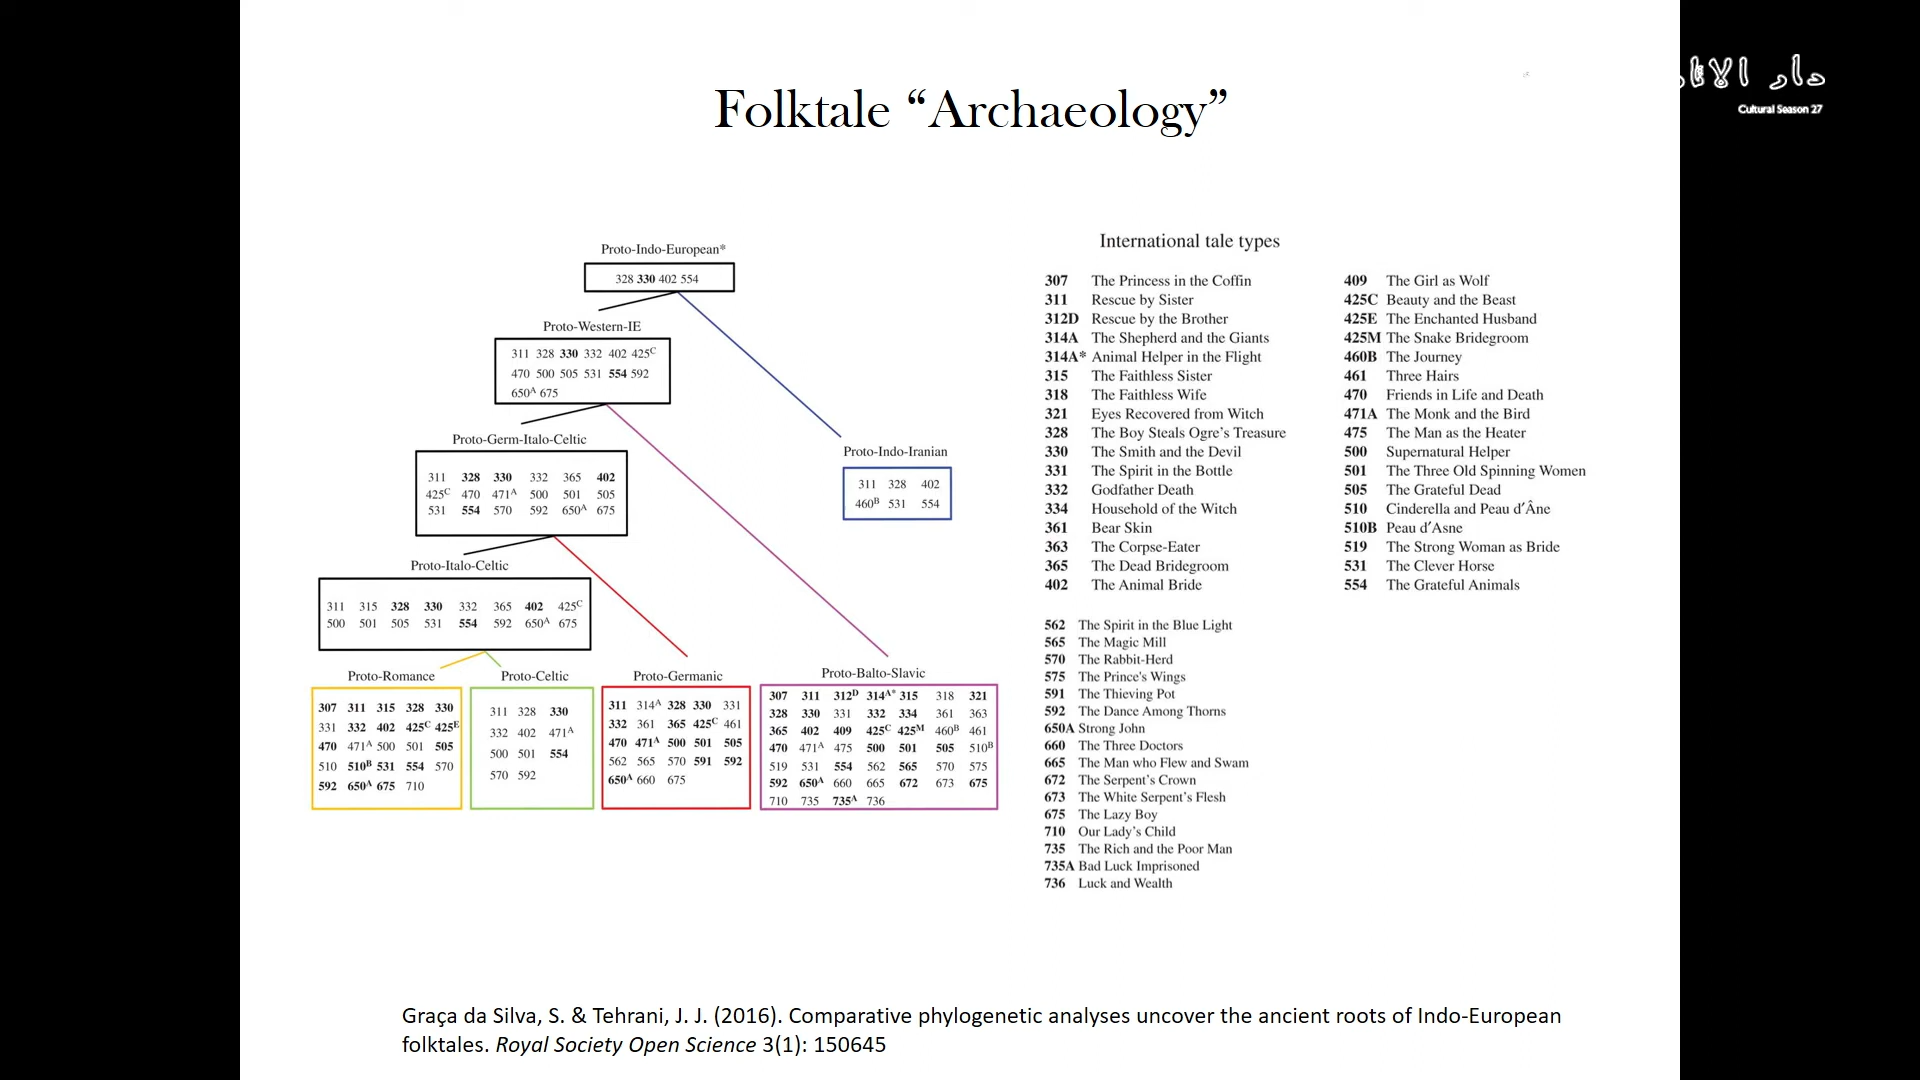 Folktale “Archaeology”
دار الآثار
Cultural Season 27
Proto-Indo-European*
328 330 402 554
Proto-Western-IE
311 328 330 332 402 425C
470 500 505 531 554 592
650A 675
Proto-Germ-Italo-Celtic
311 328 330 332 365 402
425C 470 471A 500 501 505
531 554 570 592 650A 675
Proto-Indo-Iranian
311 328 402
460B 531 554
Proto-Italo-Celtic
311 315 328 330 332 365 402 425C
500 501 505 531 554 592 650A 675
Proto-Romance
307 311 315 328 330
331 332 402 425C 425E
470 471A 500 501 505
510 510B 531 554 570
592 650A 675 710
Proto-Celtic
311 328 330
332 402 471A
500 501 554
570 592
Proto-Germanic
311 314A 328 330 331
332 361 365 425C 461
470 471A 500 501 505
562 565 570 591 592
650A 660 675
Proto-Balto-Slavic
307 311 312D 314A* 315 318 321
328 330 331 332 334 361 363
365 402 409 425C 425M 460B 461
470 471A 475 500 501 505 510B
519 531 554 562 565 570 575
592 650A 660 665 672 673 675
710 735 735A 736
International tale types
307 The Princess in the Coffin
311 Rescue by Sister
312D Rescue by the Brother
314A The Shepherd and the Giants
314A* Animal Helper in the Flight
315 The Faithless Sister
318 The Faithless Wife
321 Eyes Recovered from Witch
328 The Boy Steals Ogre’s Treasure
330 The Smith and the Devil
331 The Spirit in the Bottle
332 Godfather Death
334 Household of the Witch
361 Bear Skin
363 The Corpse-Eater
365 The Dead Bridegroom
402 The Animal Bride
409 The Girl as Wolf
425C Beauty and the Beast
425E The Enchanted Husband
425M The Snake Bridegroom
460B The Journey
461 Three Hairs
470 Friends in Life and Death
471A The Monk and the Bird
475 The Man as the Heater
500 Supernatural Helper
501 The Three Old Spinning Women
505 The Grateful Dead
510 Cinderella and Peau d′Âne
510B Peau d′Asne
519 The Strong Woman as Bride
531 The Clever Horse
554 The Grateful Animals
562 The Spirit in the Blue Light
565 The Magic Mill
570 The Rabbit-Herd
575 The Prince's Wings
591 The Thieving Pot
592 The Dance Among Thorns
650A Strong John
660 The Three Doctors
665 The Man who Flew and Swam
672 The Serpent’s Crown
673 The White Serpent’s Flesh
675 The Lazy Boy
710 Our Lady’s Child
735 The Rich and the Poor Man
735A Bad Luck Imprisoned
736 Luck and Wealth
Graça da Silva, S. & Tehrani, J. J. (2016). Comparative phylogenetic analyses uncover the ancient roots of Indo-European
folktales. Royal Society Open Science 3(1): 150645